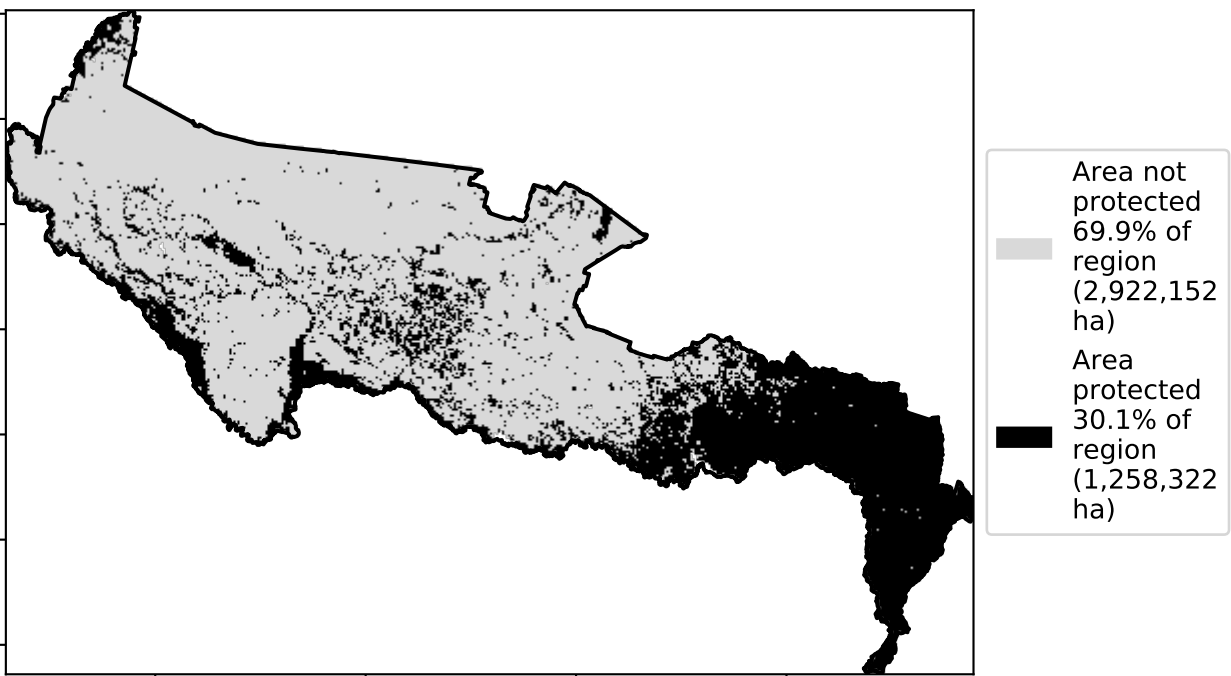 Area not
protected
69.9% of
region
(2,922,152
ha)
Area
protected
30.1% of
region
(1,258,322
ha)